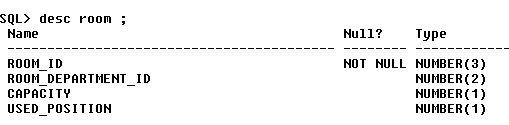 SQL> desc room ;
Name Null? Type
----------------------------------------- -------- ------------
ROOM_ID NOT NULL NUMBER(3)
ROOM_DEPARTMENT_ID NUMBER(2)
CAPACITY NUMBER(1)
USED_POSITION NUMBER(1)